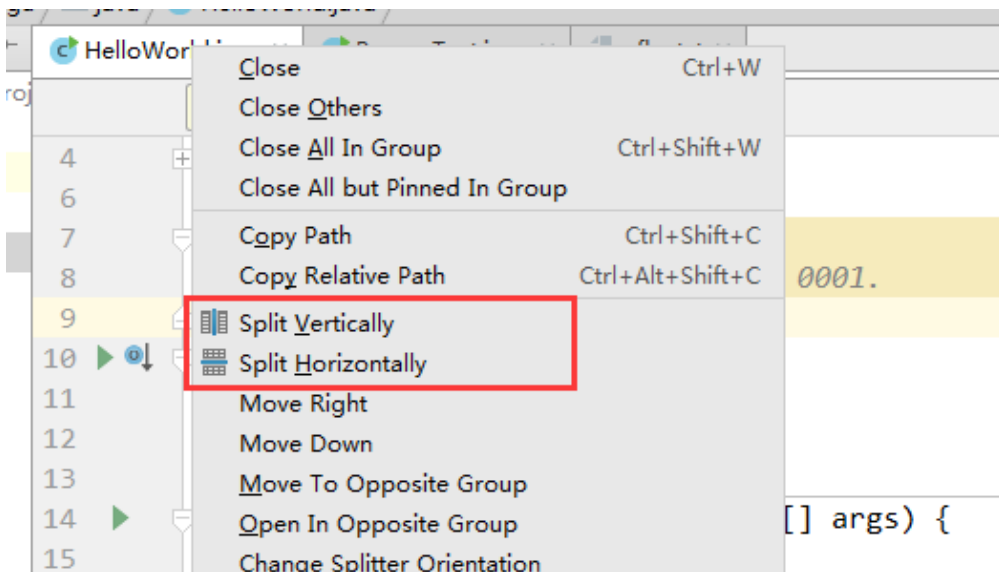 java
HelloWor
Close Ctrl+W
Close Others
Close All In Group Ctrl+Shift+W
Close All but Pinned In Group
Copy Path Ctrl+Shift+C
Copy Relative Path Ctrl+Alt+Shift+C
Split Vertically
Split Horizontally
Move Right
Move Down
Move To Opposite Group
Open In Opposite Group
Change Splitter Orientation
4
6
7
8 0001.
9
10
11
12
13
14 [] args) {
15